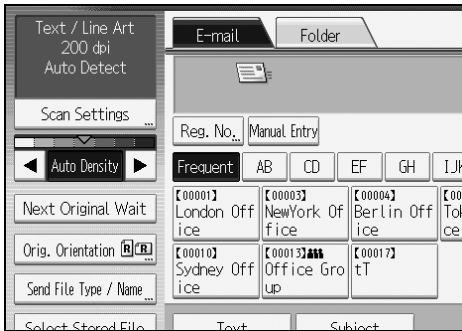 Text / Line Art
200 dpi
Auto Detect
Scan Settings
Auto Density
Next Original Wait
Orig. Orientation
Send File Type / Name
Select Stored File
E-mail
Folder
Reg. No.
Manual Entry
Frequent
AB
CD
EF
GH
IJK
【00001】
London Off
ice
【00003】
NewYork Of
fice
【00004】
Berlin Off
ice
【00010】
Sydney Off
ice
【00013】
Office Gro
up
【00017】
tT
Text
Subject